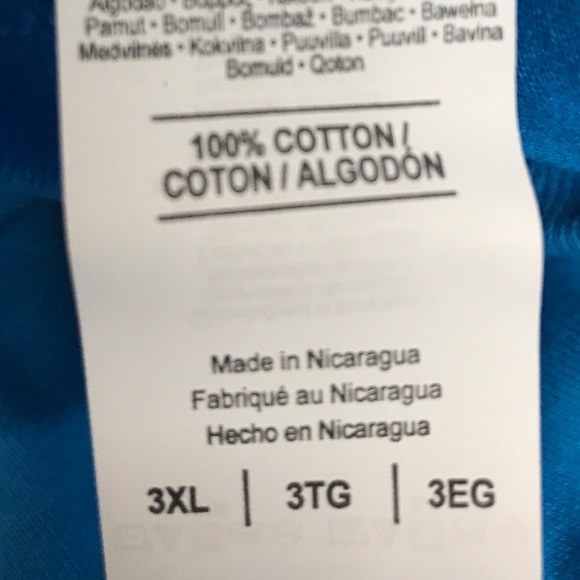 Pamut • Bomull • Bombaž • Bumbac • Bawełna
Medvilnės • Kokvilna • Puuvilla • Puuvill • Bavlna
Bomuld • Qoton
100% COTTON /
COTON / ALGODÓN
Made in Nicaragua
Fabriqué au Nicaragua
Hecho en Nicaragua
3XL | 3TG | 3EG